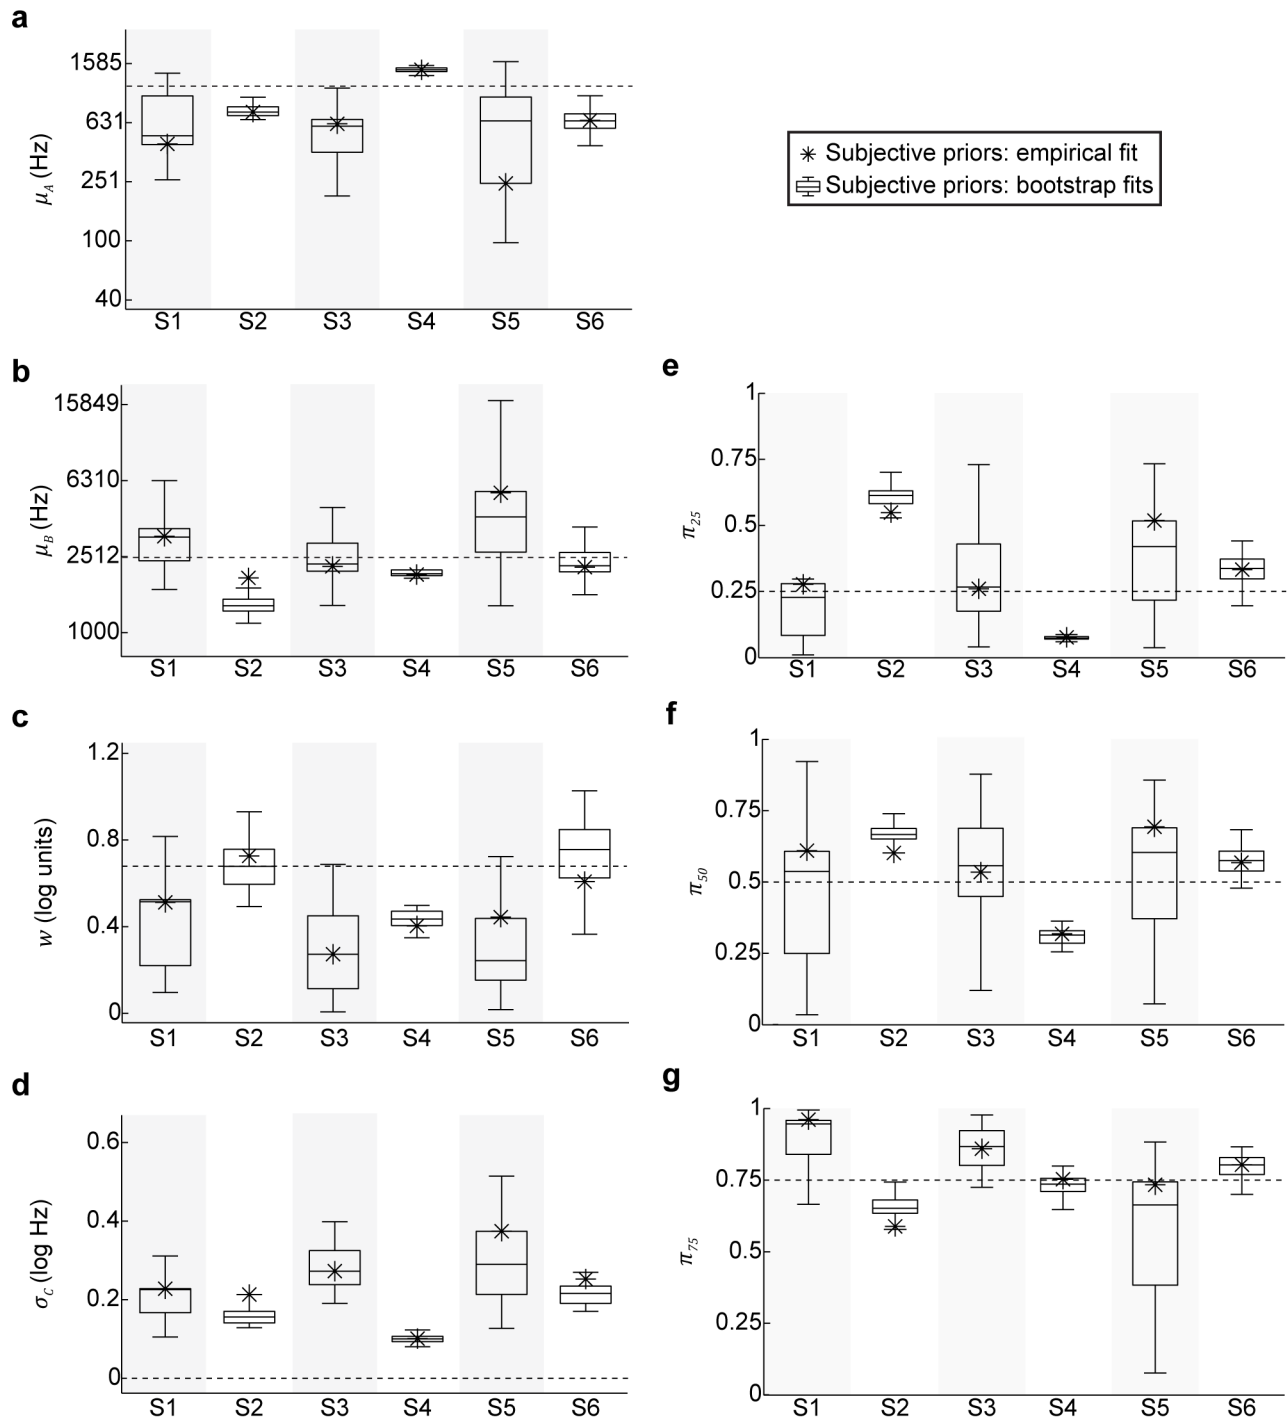 a
1585
631
251
100
40
μA (Hz)
S1 S2 S3 S4 S5 S6
Subjective priors: empirical fit
Subjective priors: bootstrap fits
b
15849
6310
2512
1000
μB (Hz)
S1 S2 S3 S4 S5 S6
e
1
0.75
0.5
0.25
0
π25
S1 S2 S3 S4 S5 S6
c
1.2
0.8
0.4
0
w (log units)
S1 S2 S3 S4 S5 S6
f
1
0.75
0.5
0.25
0
π50
S1 S2 S3 S4 S5 S6
d
0.6
0.4
0.2
0
σC (log Hz)
S1 S2 S3 S4 S5 S6
g
1
0.75
0.5
0.25
0
π75
S1 S2 S3 S4 S5 S6